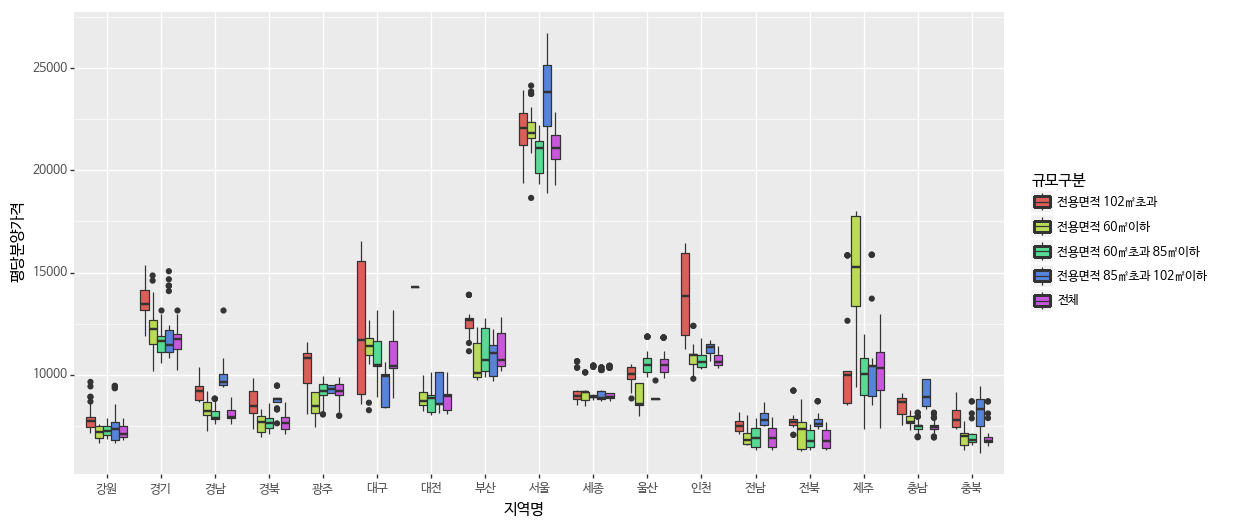 25000
20000
15000
10000
평당분양가격
강원 경기 경남 경북 광주 대구 대전 부산 서울 세종 울산 인천 전남 전북 제주 충남 충북
지역명
규모구분
전용면적 102㎡초과
전용면적 60㎡이하
전용면적 60㎡초과 85㎡이하
전용면적 85㎡초과 102㎡이하
전체